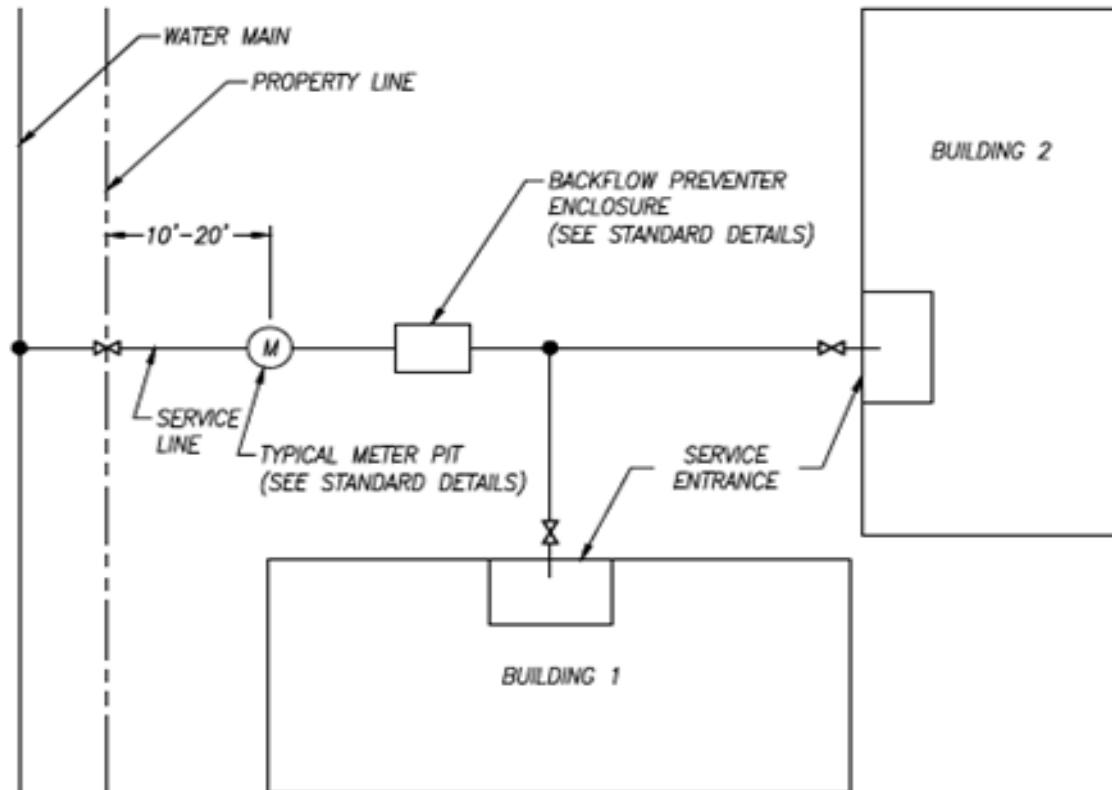 WATER MAIN
PROPERTY LINE
BUILDING 2
BACKFLOW PREVENTER
ENCLOSURE
(SEE STANDARD DETAILS)
10'-20'
M
SERVICE
LINE
TYPICAL METER PIT
(SEE STANDARD DETAILS)
SERVICE
ENTRANCE
BUILDING 1